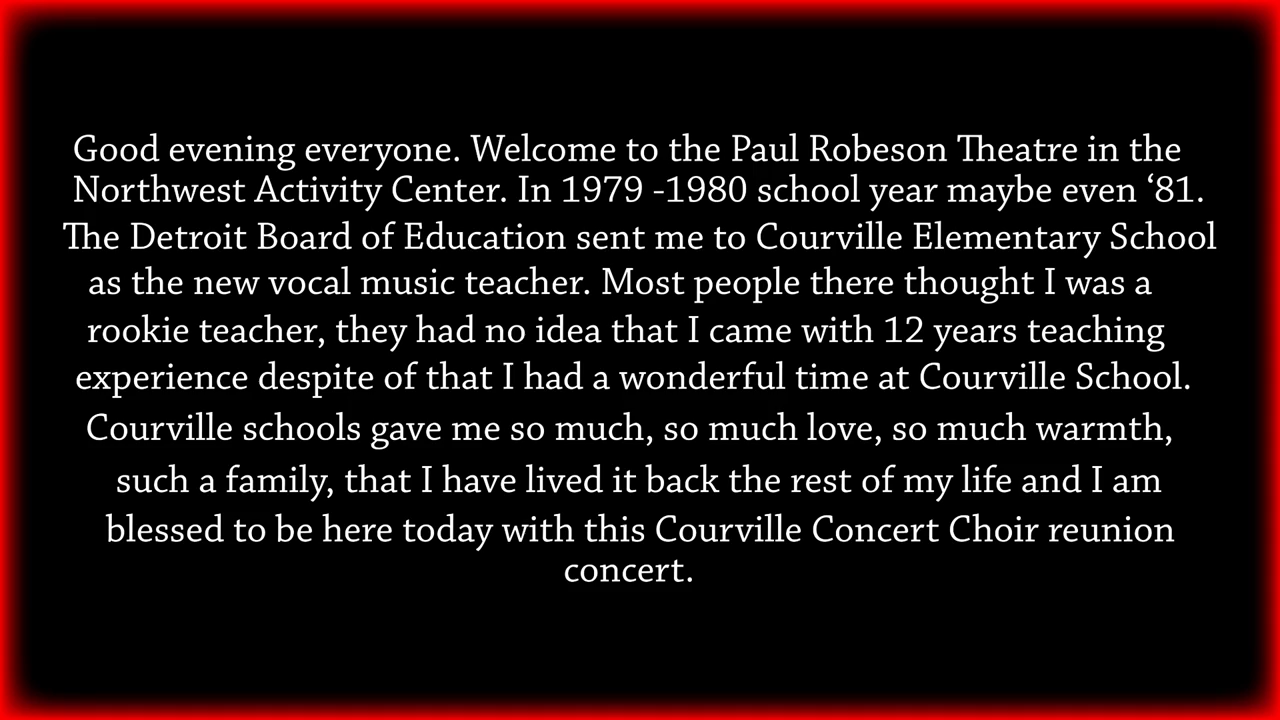 Good evening everyone. Welcome to the Paul Robeson Theatre in the
Northwest Activity Center. In 1979 -1980 school year maybe even ‘81.
The Detroit Board of Education sent me to Courville Elementary School
as the new vocal music teacher. Most people there thought I was a
rookie teacher, they had no idea that I came with 12 years teaching
experience despite of that I had a wonderful time at Courville School.
Courville schools gave me so much, so much love, so much warmth,
such a family, that I have lived it back the rest of my life and I am
blessed to be here today with this Courville Concert Choir reunion
concert.